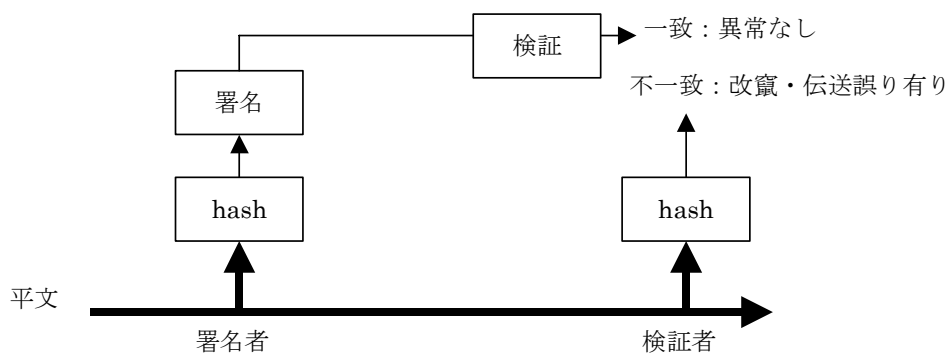 検証
一致：異常なし
署名
不一致：改竄・伝送誤り有り
hash
hash
平文
署名者
検証者